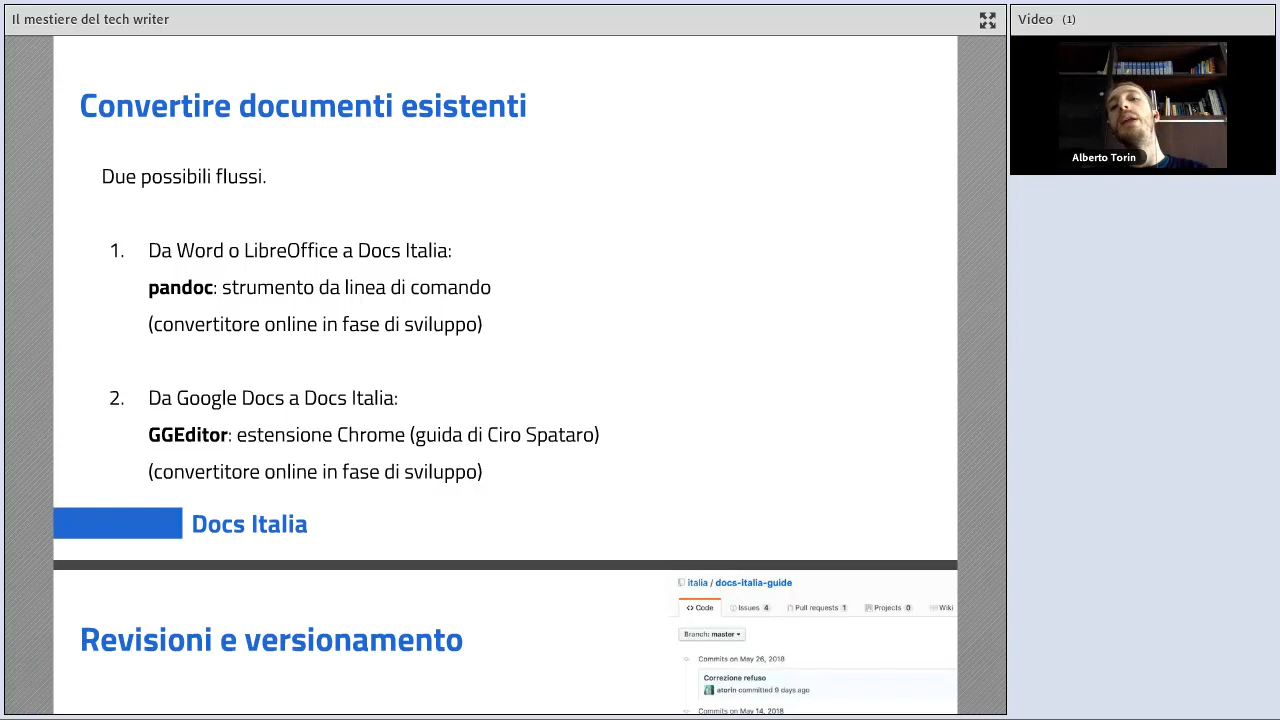 Il mestiere del tech writer
Video (1)
Alberto Torin
Convertire documenti esistenti
Due possibili flussi.
1. Da Word o LibreOffice a Docs Italia:
pandoc: strumento da linea di comando
(convertitore online in fase di sviluppo)
2. Da Google Docs a Docs Italia:
GGEditor: estensione Chrome (guida di Ciro Spataro)
(convertitore online in fase di sviluppo)
Docs Italia
Revisioni e versionamento
italia / docs-italia-guide
Code Issues 4 Pull requests 1 Projects 0 Wiki
Branch: master
Commits on May 26, 2018
Correzione refuso
atorin committed 9 days ago
Commits on May 14, 2018